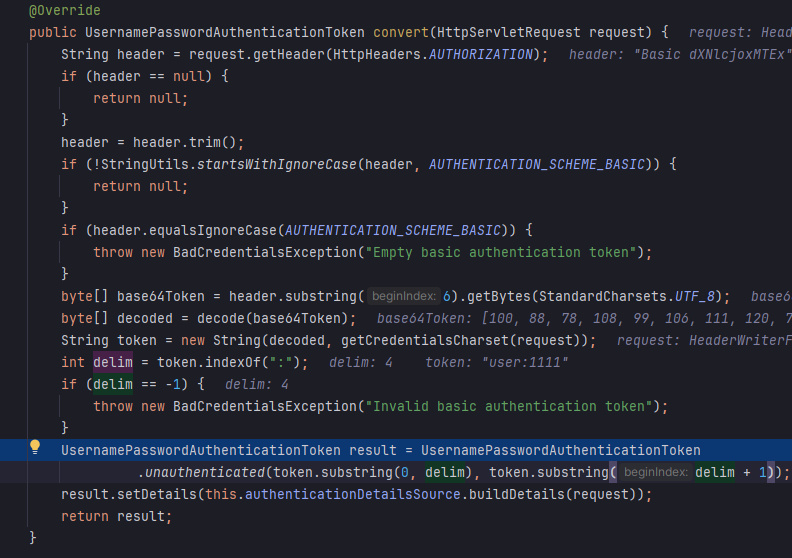 @Override
public UsernamePasswordAuthenticationToken convert(HttpServletRequest request) {   request: Head
    String header = request.getHeader(HttpHeaders.AUTHORIZATION);   header: "Basic dXNlcjoxMTEx"
    if (header == null) {
        return null;
    }
    header = header.trim();
    if (!StringUtils.startsWithIgnoreCase(header, AUTHENTICATION_SCHEME_BASIC)) {
        return null;
    }
    if (header.equalsIgnoreCase(AUTHENTICATION_SCHEME_BASIC)) {
        throw new BadCredentialsException("Empty basic authentication token");
    }
    byte[] base64Token = header.substring( beginIndex: 6).getBytes(StandardCharsets.UTF_8);   base6
    byte[] decoded = decode(base64Token);   base64Token: [100, 88, 78, 108, 99, 106, 111, 120, 7
    String token = new String(decoded, getCredentialsCharset(request));   request: HeaderWriterF
    int delim = token.indexOf(":");   delim: 4    token: "user:1111"
    if (delim == -1) {   delim: 4
        throw new BadCredentialsException("Invalid basic authentication token");
    }
    UsernamePasswordAuthenticationToken result = UsernamePasswordAuthenticationToken
            .unauthenticated(token.substring(0, delim), token.substring( beginIndex: delim + 1));
    result.setDetails(this.authenticationDetailsSource.buildDetails(request));
    return result;
}